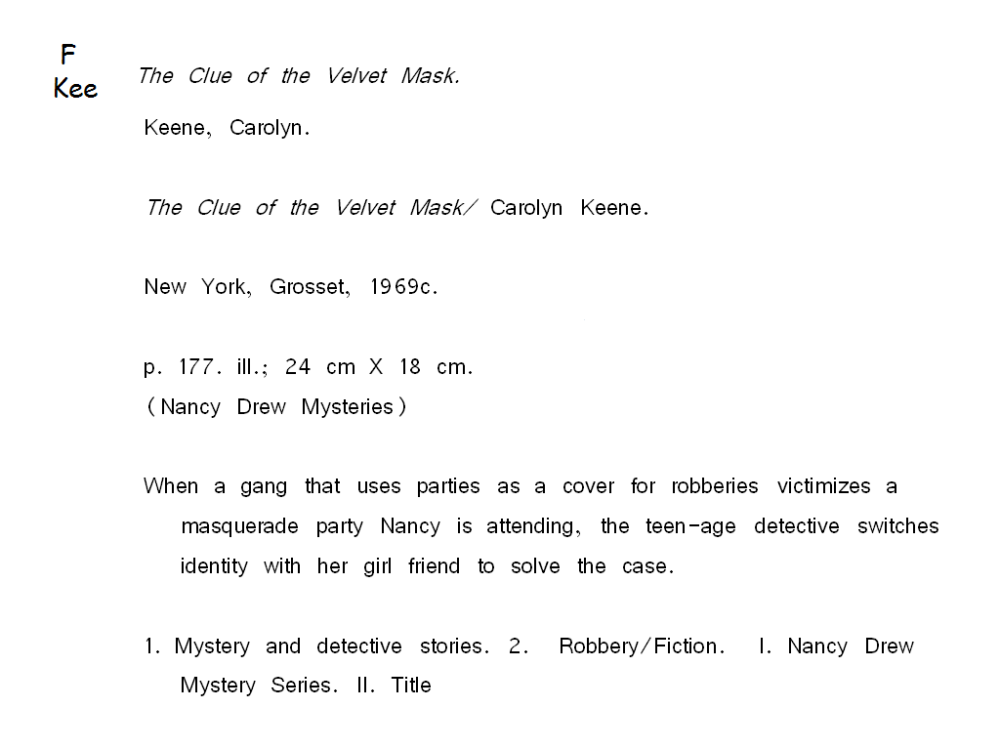 F
Kee
The Clue of the Velvet Mask.
Keene, Carolyn.
The Clue of the Velvet Mask/ Carolyn Keene.
New York, Grosset, 1969c.
p. 177. ill.; 24 cm X 18 cm.
(Nancy Drew Mysteries)
When a gang that uses parties as a cover for robberies victimizes a
masquerade party Nancy is attending, the teen-age detective switches
identity with her girl friend to solve the case.
1. Mystery and detective stories. 2. Robbery/Fiction. I. Nancy Drew
Mystery Series. II. Title